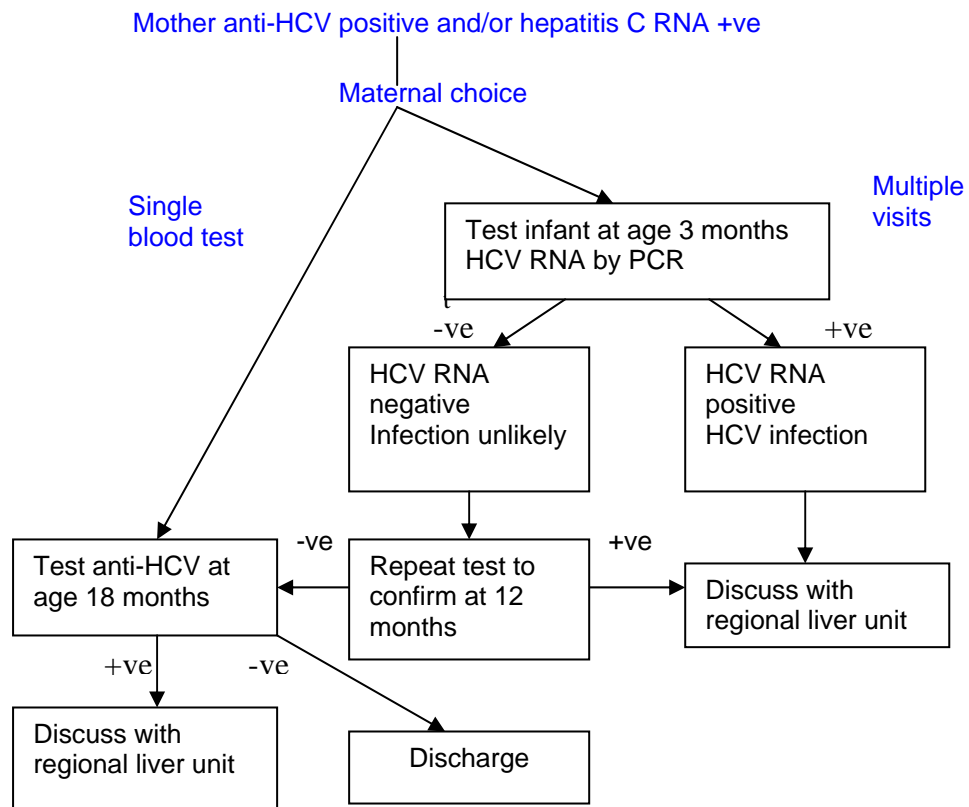 Mother anti-HCV positive and/or hepatitis C RNA +ve
Maternal choice
Single
blood test
Multiple
visits
Test infant at age 3 months
HCV RNA by PCR
-ve
+ve
HCV RNA
negative
Infection unlikely
HCV RNA
positive
HCV infection
-ve
+ve
Test anti-HCV at
age 18 months
Repeat test to
confirm at 12
months
Discuss with
regional liver unit
+ve
-ve
Discuss with
regional liver unit
Discharge